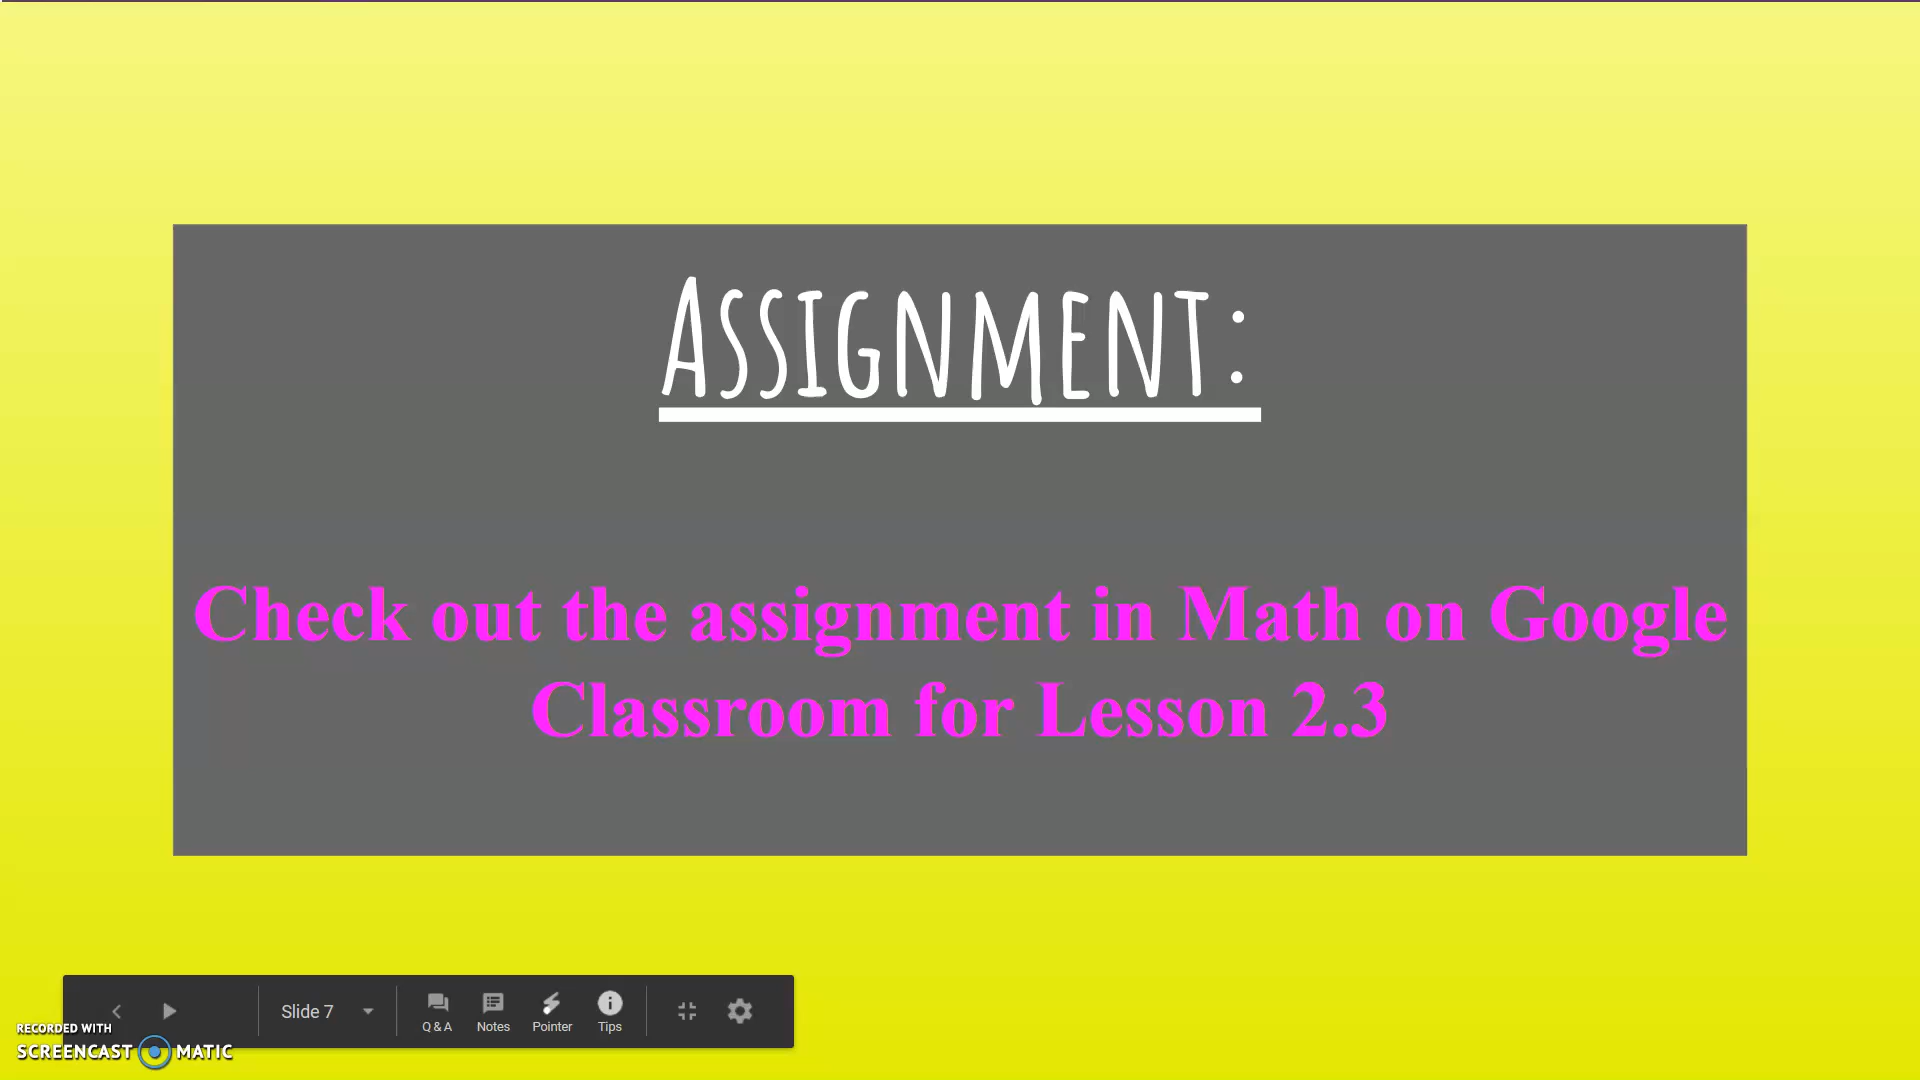 Assignment:
Check out the assignment in Math on Google
Classroom for Lesson 2.3
Slide 7
Q & A Notes Pointer Tips
RECORDED WITH
SCREENCAST MATIC